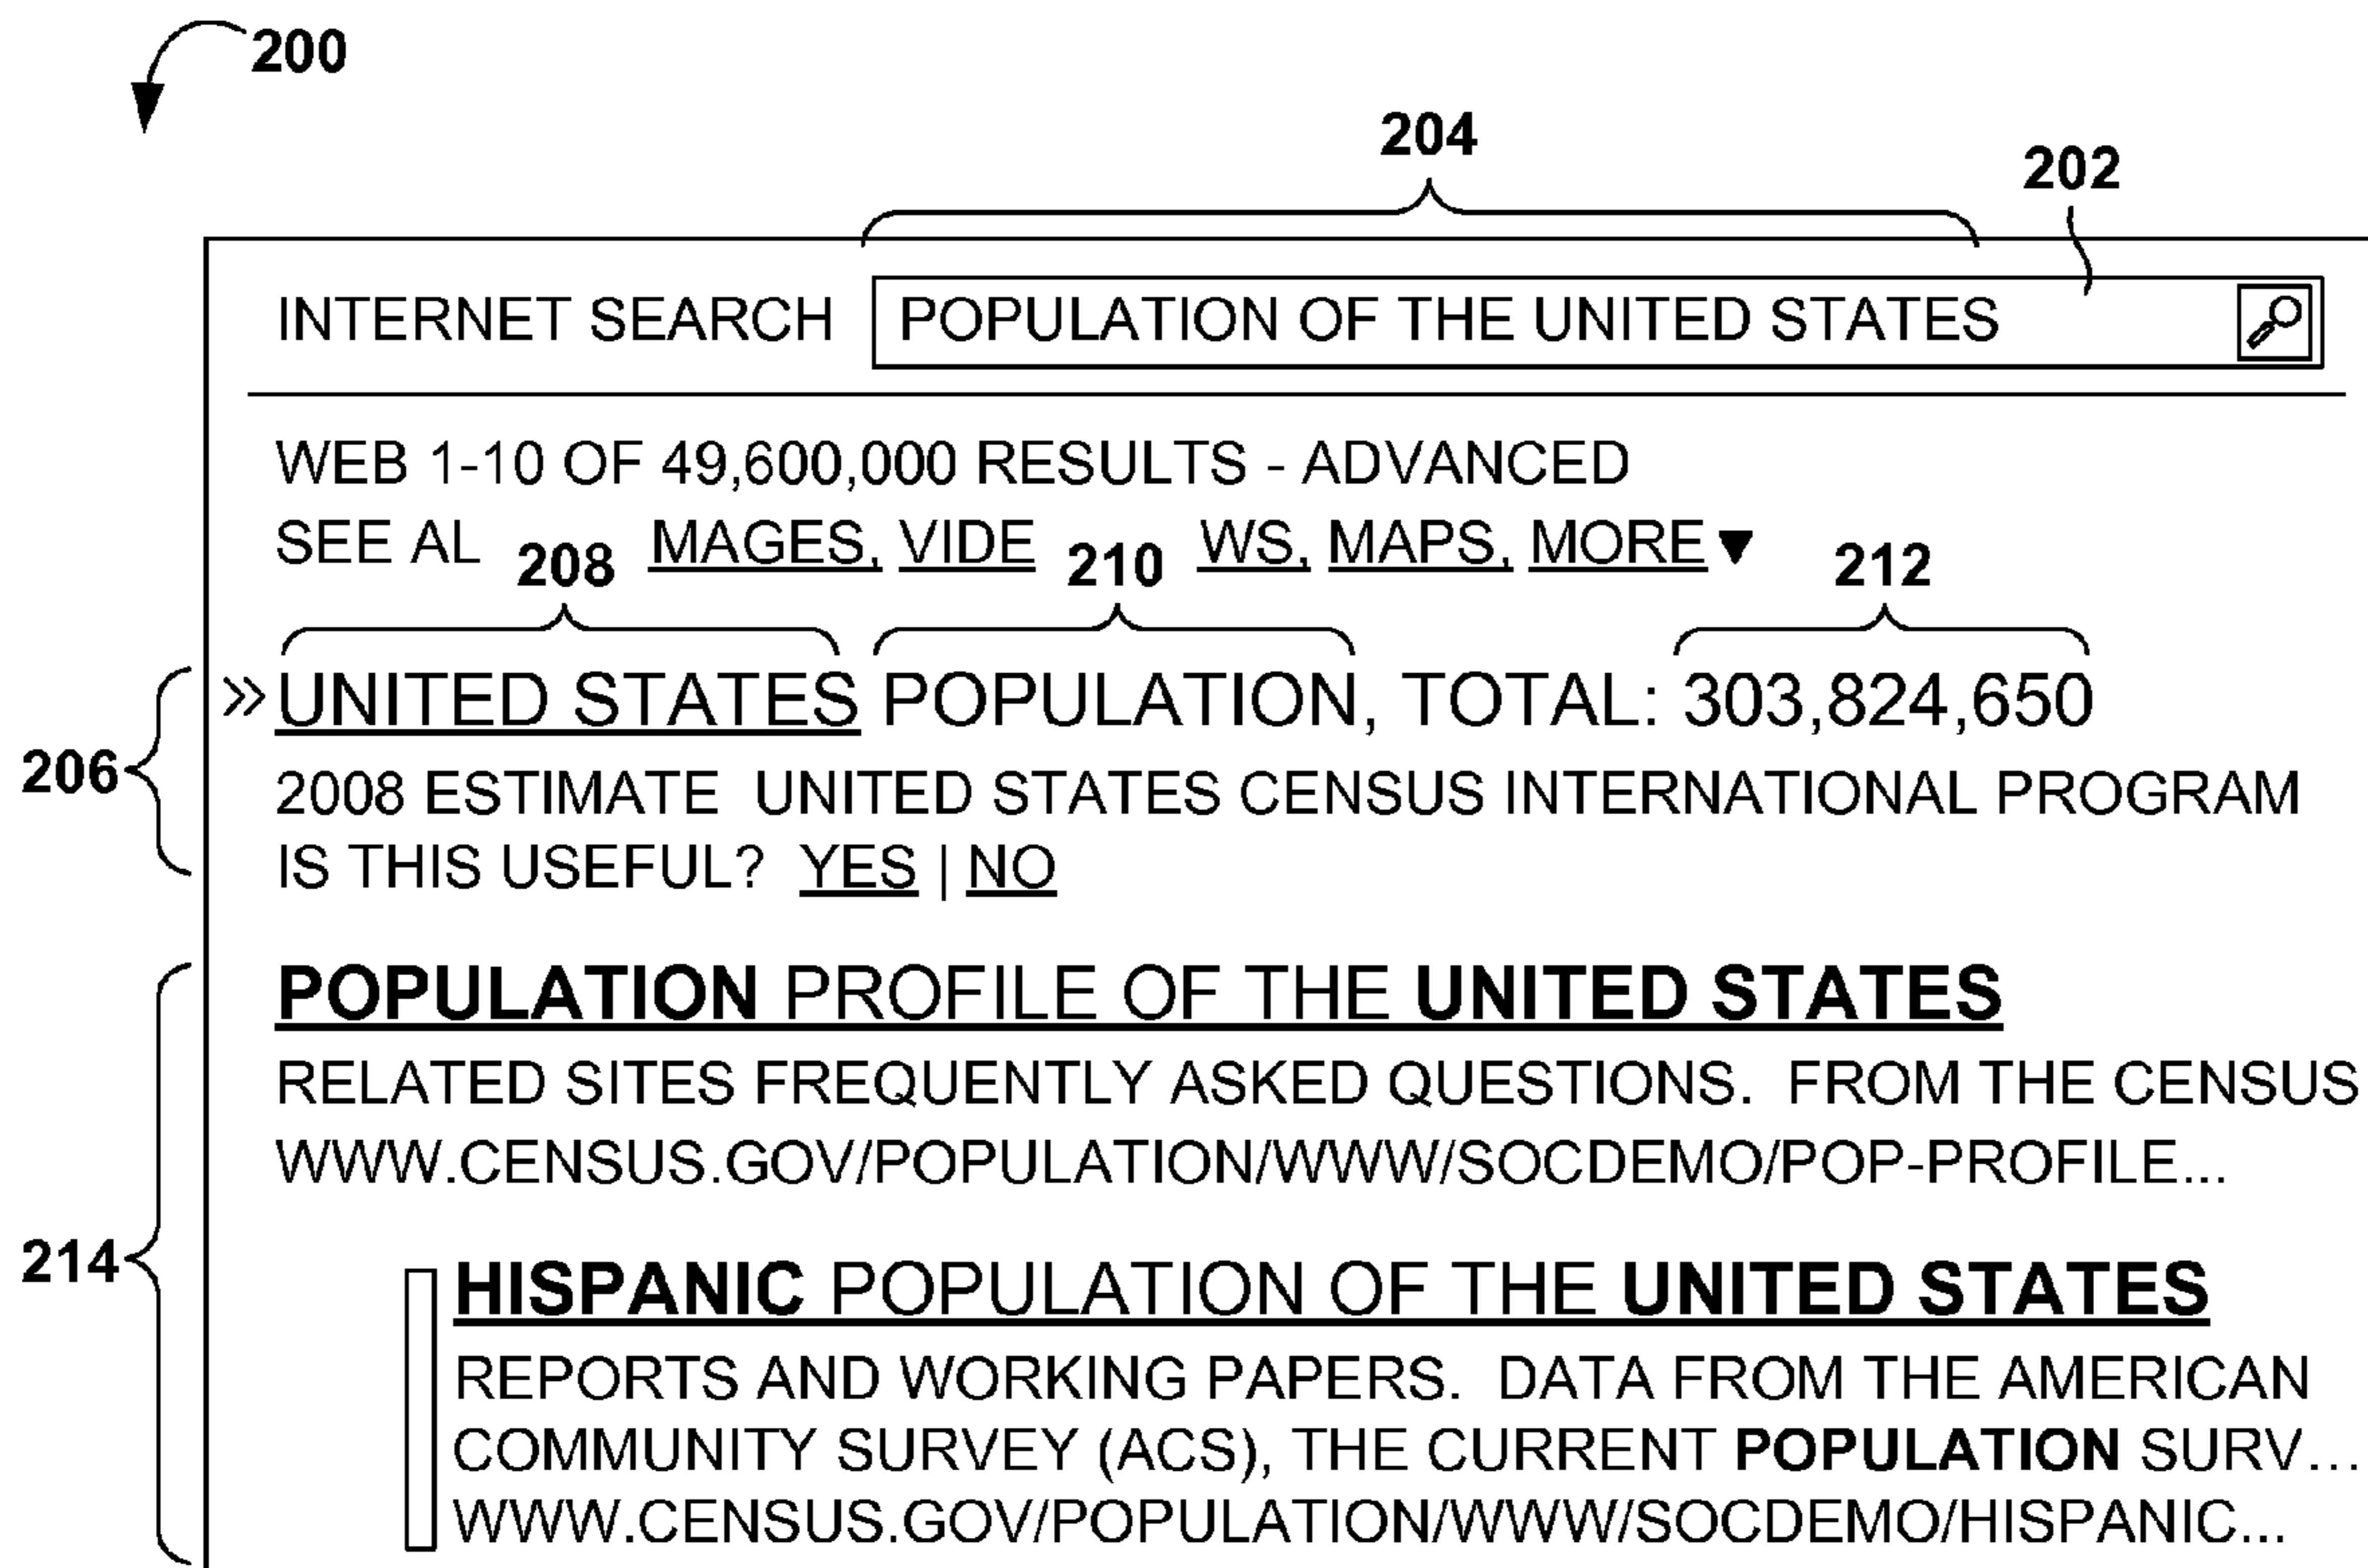 200
204
202
INTERNET SEARCH POPULATION OF THE UNITED STATES
WEB 1-10 OF 49,600,000 RESULTS - ADVANCED
SEE AL 208 MAGES, VIDE 210 WS, MAPS, MORE▼ 212
206 »UNITED STATES POPULATION, TOTAL: 303,824,650
2008 ESTIMATE UNITED STATES CENSUS INTERNATIONAL PROGRAM
IS THIS USEFUL? YES | NO
214
POPULATION PROFILE OF THE UNITED STATES
RELATED SITES FREQUENTLY ASKED QUESTIONS. FROM THE CENSUS
WWW.CENSUS.GOV/POPULATION/WWW/SOCDEMO/POP-PROFILE...
HISPANIC POPULATION OF THE UNITED STATES
REPORTS AND WORKING PAPERS. DATA FROM THE AMERICAN
COMMUNITY SURVEY (ACS), THE CURRENT POPULATION SURV...
WWW.CENSUS.GOV/POPULATION/WWW/SOCDEMO/HISPANIC...